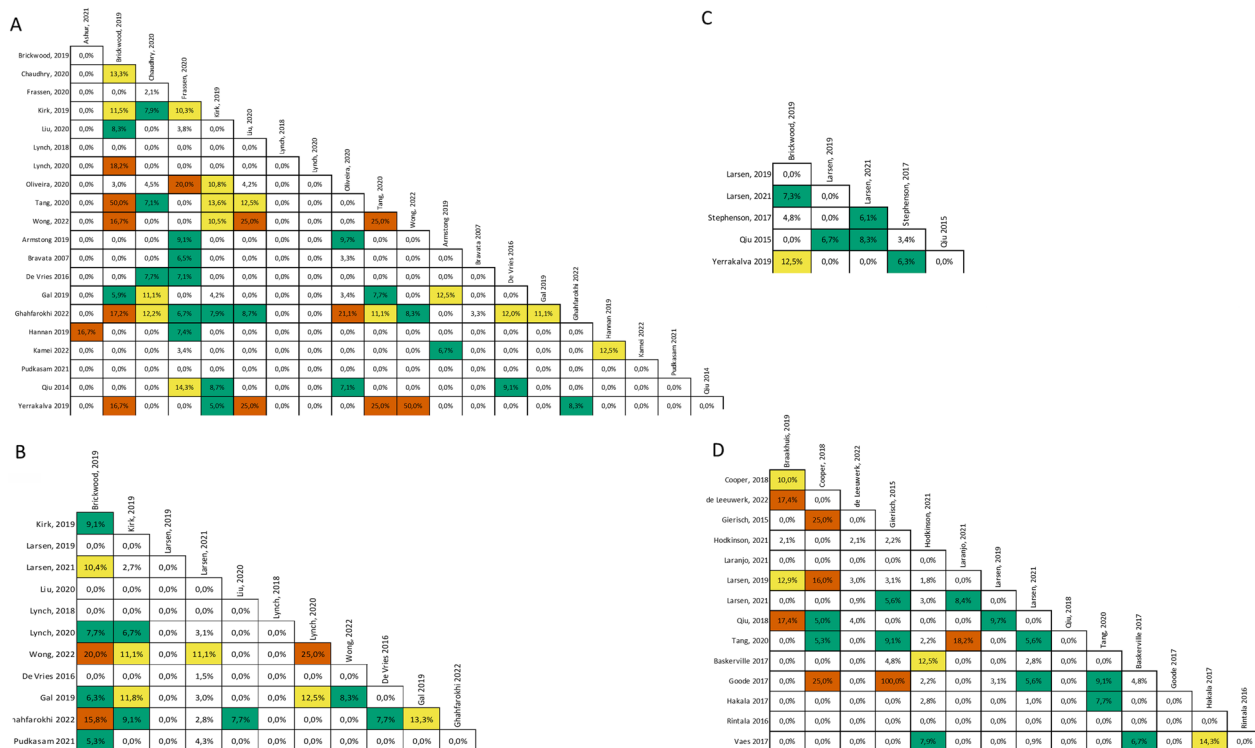 A
Ashur, 2021
Brickwood, 2019
Chaudhry, 2020
Frassen, 2020
Kirk, 2019
Liu, 2020
Lynch, 2018
Lynch, 2020
Oliveira, 2020
Tang, 2020
Wong, 2022
Armstong 2019
Bravata 2007
De Vries 2016
Gal 2019
Ghahfarokhi 2022
Hannan 2019
Kamei 2022
Pudkasam 2021
Qiu 2014
Brickwood, 2019 0,0%
Chaudhry, 2020 0,0% 13,3%
Frassen, 2020 0,0% 0,0% 2,1%
Kirk, 2019 0,0% 11,5% 7,9% 10,3%
Liu, 2020 0,0% 8,3% 0,0% 3,8% 0,0%
Lynch, 2018 0,0% 0,0% 0,0% 0,0% 0,0% 0,0%
Lynch, 2020 0,0% 18,2% 0,0% 0,0% 0,0% 0,0% 0,0%
Oliveira, 2020 0,0% 3,0% 4,5% 20,0% 10,8% 4,2% 0,0% 0,0%
Tang, 2020 0,0% 50,0% 7,1% 0,0% 13,6% 12,5% 0,0% 0,0% 0,0%
Wong, 2022 0,0% 16,7% 0,0% 0,0% 10,5% 25,0% 0,0% 0,0% 0,0% 25,0%
Armstong 2019 0,0% 0,0% 0,0% 9,1% 0,0% 0,0% 0,0% 0,0% 9,7% 0,0% 0,0%
Bravata 2007 0,0% 0,0% 0,0% 6,5% 0,0% 0,0% 0,0% 0,0% 3,3% 0,0% 0,0% 0,0%
De Vries 2016 0,0% 0,0% 7,7% 7,1% 0,0% 0,0% 0,0% 0,0% 0,0% 0,0% 0,0% 0,0% 0,0%
Gal 2019 0,0% 5,9% 11,1% 0,0% 4,2% 0,0% 0,0% 0,0% 3,4% 7,7% 0,0% 12,5% 0,0% 0,0%
Ghahfarokhi 2022 0,0% 17,2% 12,2% 6,7% 7,9% 8,7% 0,0% 0,0% 21,1% 11,1% 8,3% 0,0% 3,3% 12,0% 11,1%
Hannan 2019 16,7% 0,0% 0,0% 7,4% 0,0% 0,0% 0,0% 0,0% 0,0% 0,0% 0,0% 0,0% 0,0% 0,0% 0,0% 0,0%
Kamei 2022 0,0% 0,0% 0,0% 3,4% 0,0% 0,0% 0,0% 0,0% 0,0% 0,0% 0,0% 6,7% 0,0% 0,0% 0,0% 0,0% 12,5%
Pudkasam 2021 0,0% 0,0% 0,0% 0,0% 0,0% 0,0% 0,0% 0,0% 0,0% 0,0% 0,0% 0,0% 0,0% 0,0% 0,0% 0,0% 0,0% 0,0%
Qiu 2014 0,0% 0,0% 0,0% 14,3% 8,7% 0,0% 0,0% 0,0% 7,1% 0,0% 0,0% 0,0% 0,0% 9,1% 0,0% 0,0% 0,0% 0,0% 0,0%
Yerrakalva 2019 0,0% 16,7% 0,0% 0,0% 5,0% 25,0% 0,0% 0,0% 0,0% 25,0% 50,0% 0,0% 0,0% 0,0% 0,0% 8,3% 0,0% 0,0% 0,0% 0,0%
B
Brickwood, 2019
Kirk, 2019
Larsen, 2019
Larsen, 2021
Liu, 2020
Lynch, 2018
Lynch, 2020
Wong, 2022
De Vries 2016
Gal 2019
Ghahfarokhi 2022
Kirk, 2019 9,1%
Larsen, 2019 0,0% 0,0%
Larsen, 2021 10,4% 2,7% 0,0%
Liu, 2020 0,0% 0,0% 0,0% 0,0%
Lynch, 2018 0,0% 0,0% 0,0% 0,0% 0,0%
Lynch, 2020 7,7% 6,7% 0,0% 3,1% 0,0% 0,0%
Wong, 2022 20,0% 11,1% 0,0% 11,1% 0,0% 0,0% 25,0%
De Vries 2016 0,0% 0,0% 0,0% 1,5% 0,0% 0,0% 0,0% 0,0%
Gal 2019 6,3% 11,8% 0,0% 3,0% 0,0% 0,0% 12,5% 8,3% 0,0%
hahfarokhi 2022 15,8% 9,1% 0,0% 2,8% 7,7% 0,0% 0,0% 0,0% 7,7% 13,3%
Pudkasam 2021 5,3% 0,0% 0,0% 4,3% 0,0% 0,0% 0,0% 0,0% 0,0% 0,0% 0,0%
C
Brickwood, 2019
Larsen, 2019
Larsen, 2021
Stephenson, 2017
Qiu 2015
Larsen, 2019 0,0%
Larsen, 2021 7,3% 0,0%
Stephenson, 2017 4,8% 0,0% 6,1%
Qiu 2015 0,0% 6,7% 8,3% 3,4%
Yerrakalva 2019 12,5% 0,0% 0,0% 6,3% 0,0%
D
Braakhuis, 2019
Cooper, 2018
de Leeuwerk, 2022
Gierisch, 2015
Hodkinson, 2021
Laranjo, 2021
Larsen, 2019
Larsen, 2021
Qiu, 2018
Tang, 2020
Baskerville 2017
Goode 2017
Hakala 2017
Rintala 2016
Cooper, 2018 10,0%
de Leeuwerk, 2022 17,4% 0,0%
Gierisch, 2015 0,0% 25,0% 0,0%
Hodkinson, 2021 2,1% 0,0% 2,1% 2,2%
Laranjo, 2021 0,0% 0,0% 0,0% 0,0% 0,0%
Larsen, 2019 12,9% 16,0% 3,0% 3,1% 1,8% 0,0%
Larsen, 2021 0,0% 0,0% 0,9% 5,6% 3,0% 8,4% 0,0%
Qiu, 2018 17,4% 5,0% 4,0% 0,0% 0,0% 0,0% 9,7% 0,0%
Tang, 2020 0,0% 5,3% 0,0% 9,1% 2,2% 18,2% 0,0% 5,6% 0,0%
Baskerville 2017 0,0% 0,0% 0,0% 4,8% 12,5% 0,0% 0,0% 2,8% 0,0% 0,0%
Goode 2017 0,0% 25,0% 0,0% 100,0% 2,2% 0,0% 3,1% 5,6% 0,0% 9,1% 4,8%
Hakala 2017 0,0% 0,0% 0,0% 0,0% 2,8% 0,0% 0,0% 1,0% 0,0% 7,7% 0,0% 0,0%
Rintala 2016 0,0% 0,0% 0,0% 0,0% 0,0% 0,0% 0,0% 0,0% 0,0% 0,0% 0,0% 0,0% 0,0%
Vaes 2017 0,0% 0,0% 0,0% 0,0% 7,9% 0,0% 0,0% 0,9% 0,0% 0,0% 6,7% 0,0% 14,3% 0,0%